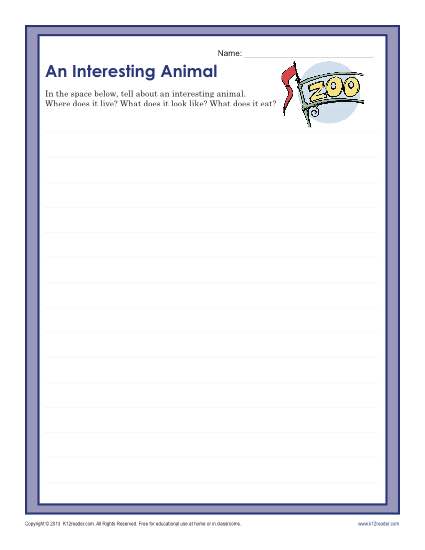 Name:
An Interesting Animal
ZOO
In the space below, tell about an interesting animal.
Where does it live? What does it look like? What does it eat?
Copyright © 2013 K12reader.com. All Rights Reserved. Free for educational use at home or in classrooms.
www.k12reader.com